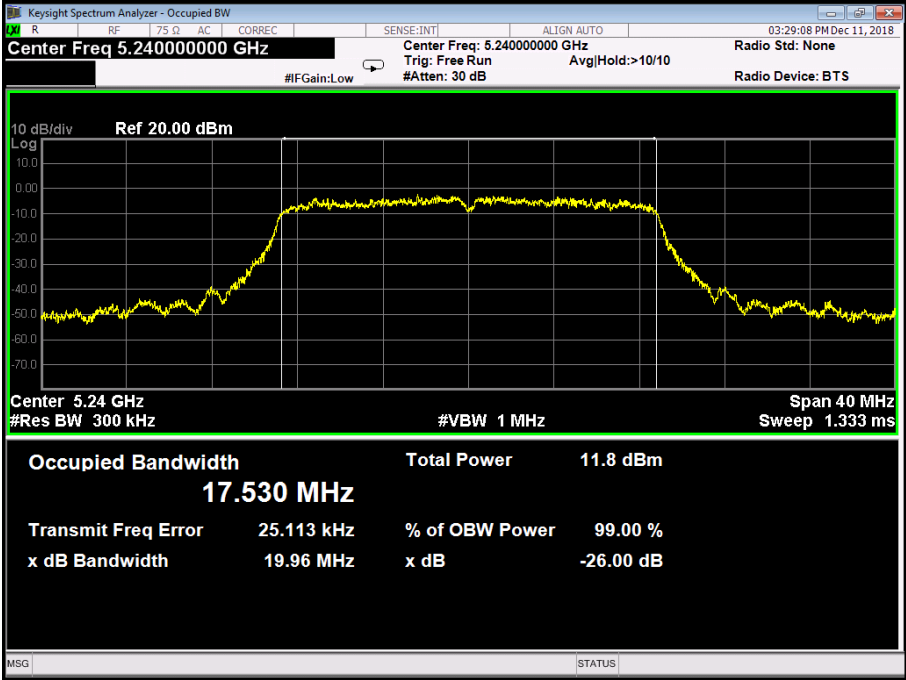 Keysight Spectrum Analyzer - Occupied BW
LXI R RF 75 Ω AC CORREC SENSE:INT ALIGN AUTO 03:29:08 PM Dec 11, 2018
Center Freq 5.240000000 GHz Center Freq: 5.240000000 GHz Radio Std: None
Trig: Free Run Avg|Hold:>10/10
#IFGain:Low #Atten: 30 dB Radio Device: BTS
10 dB/div Ref 20.00 dBm
Log
10.0
0.00
-10.0
-20.0
-30.0
-40.0
-50.0
-60.0
-70.0
Center 5.24 GHz Span 40 MHz
#Res BW 300 kHz #VBW 1 MHz Sweep 1.333 ms
Occupied Bandwidth Total Power 11.8 dBm
17.530 MHz
Transmit Freq Error 25.113 kHz % of OBW Power 99.00 %
x dB Bandwidth 19.96 MHz x dB -26.00 dB
MSG STATUS